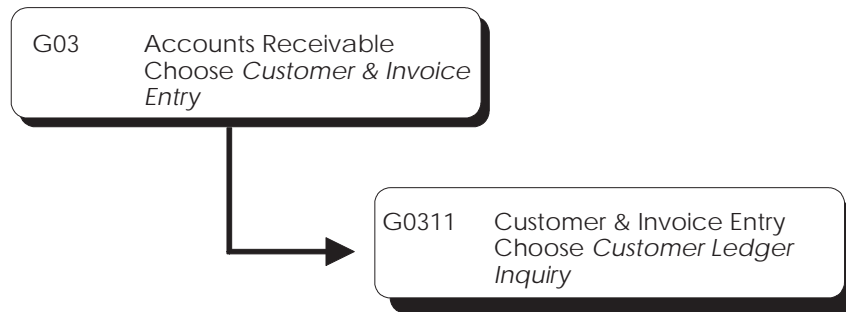 G03 Accounts Receivable
Choose Customer & Invoice
Entry
G0311 Customer & Invoice Entry
Choose Customer Ledger
Inquiry